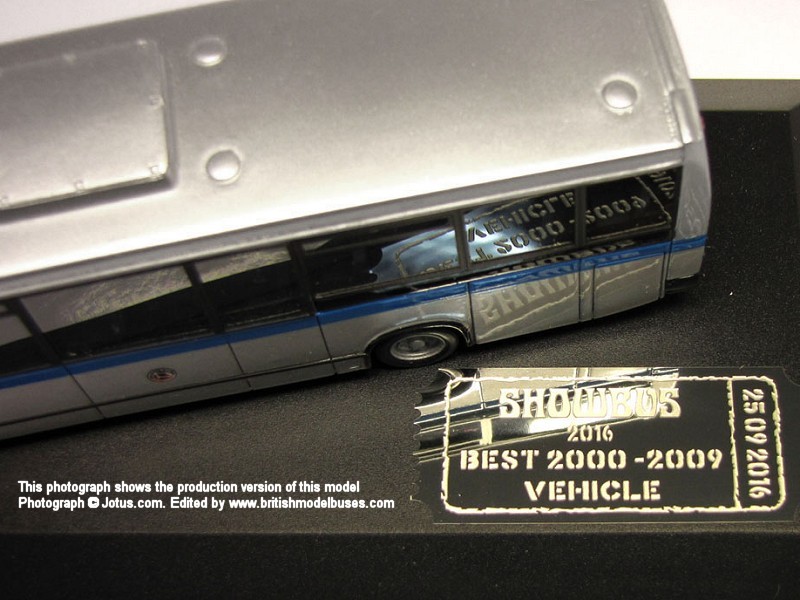 SHOWBUS
2016
BEST 2000 - 2009
VEHICLE
25 09 2016
This photograph shows the production version of this model
Photograph © Jotus.com. Edited by www.britishmodelbuses.com